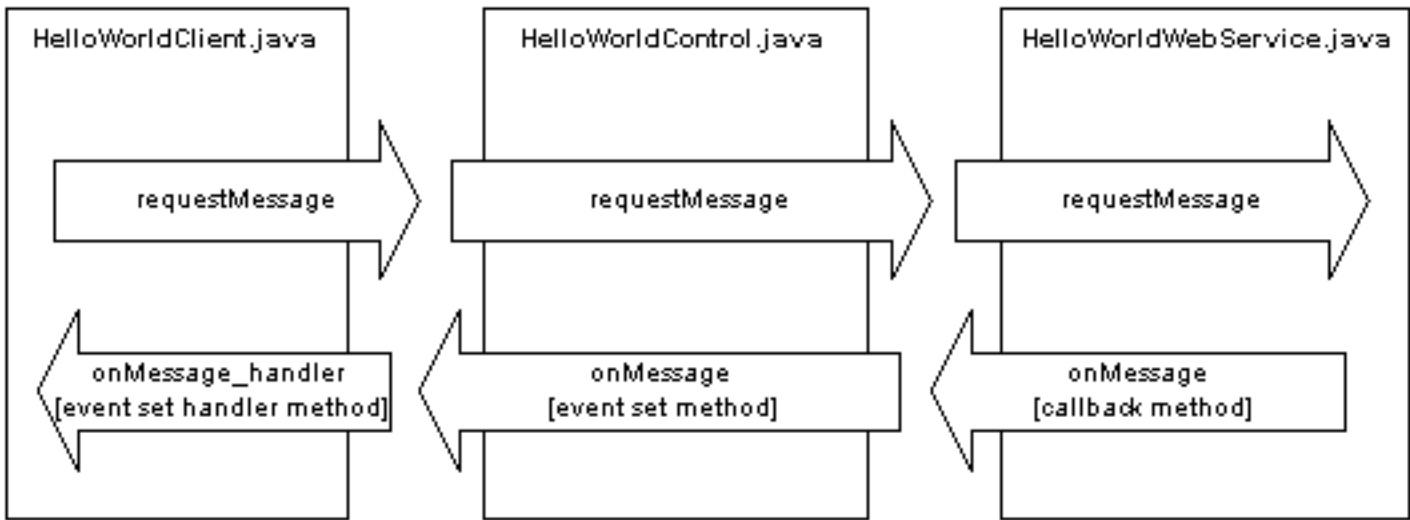 HelloWorldClient.java
HelloWorldControl.java
HelloWorldWebService.java
requestMessage
requestMessage
requestMessage
onMessage_handler
[event set handler method]
onMessage
[event set method]
onMessage
[callback method]